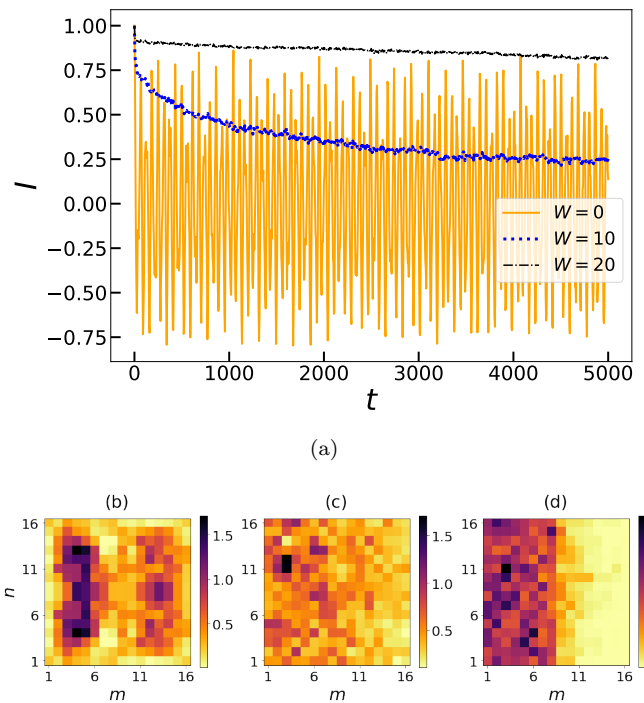 1.00
0.75
0.50
0.25
0.00
−0.25
−0.50
−0.75
I
W = 0
W = 10
W = 20
0 1000 2000 3000 4000 5000
t
(a)
(b) (c) (d)
16 16 16
11 11 11
6 6 6
1 1 1
n
1.5 1.5
1.0 1.0
0.5 0.5
1 6 11 16 1 6 11 16 1 6 11 16
m m m